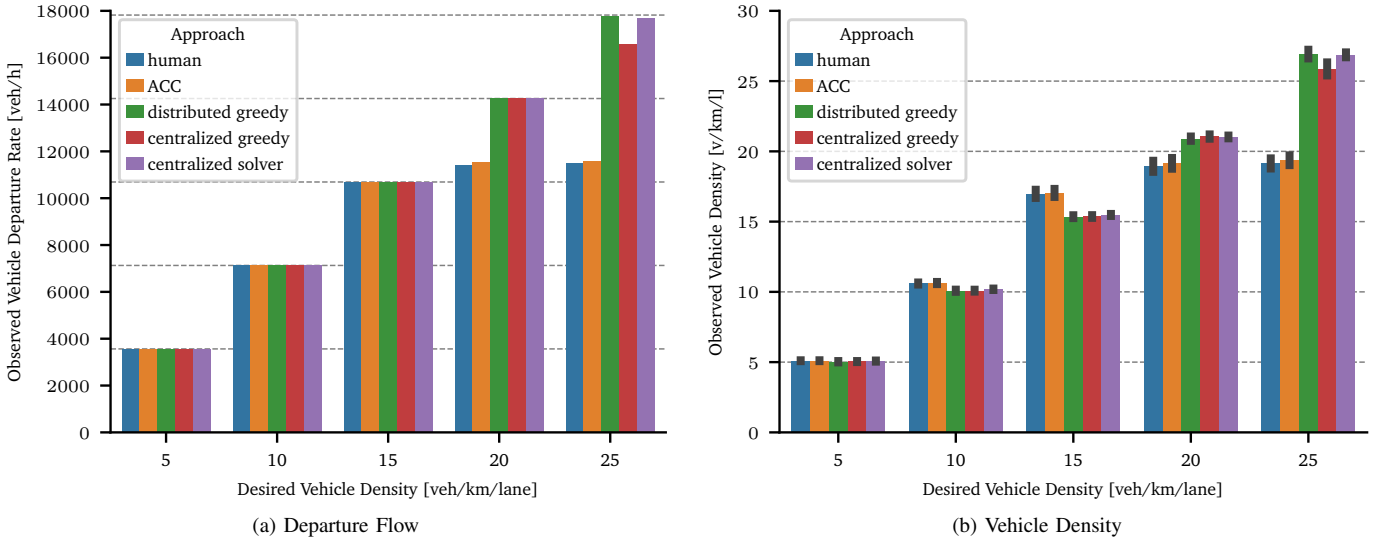 Observed Vehicle Departure Rate [veh/h]
18000
16000
14000
12000
10000
8000
6000
4000
2000
0
Approach
human
ACC
distributed greedy
centralized greedy
centralized solver
5 10 15 20 25
Desired Vehicle Density [veh/km/lane]
(a) Departure Flow
Observed Vehicle Density [v/km/l]
30
25
20
15
10
5
0
Approach
human
ACC
distributed greedy
centralized greedy
centralized solver
5 10 15 20 25
Desired Vehicle Density [veh/km/lane]
(b) Vehicle Density